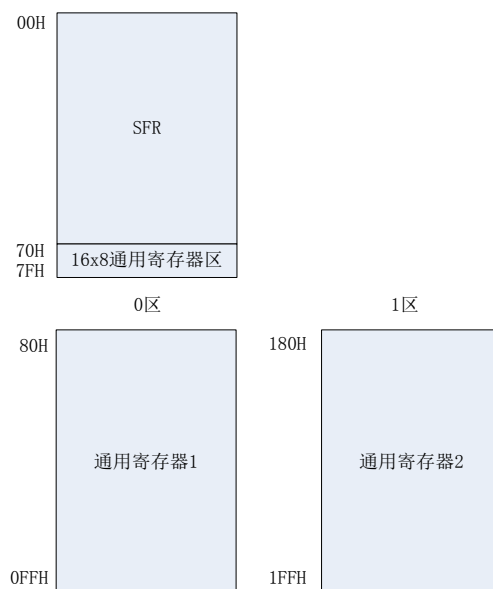 00H
SFR
70H
7FH
16x8通用寄存器区
0区
1区
80H
180H
通用寄存器1
通用寄存器2
0FFH
1FFH